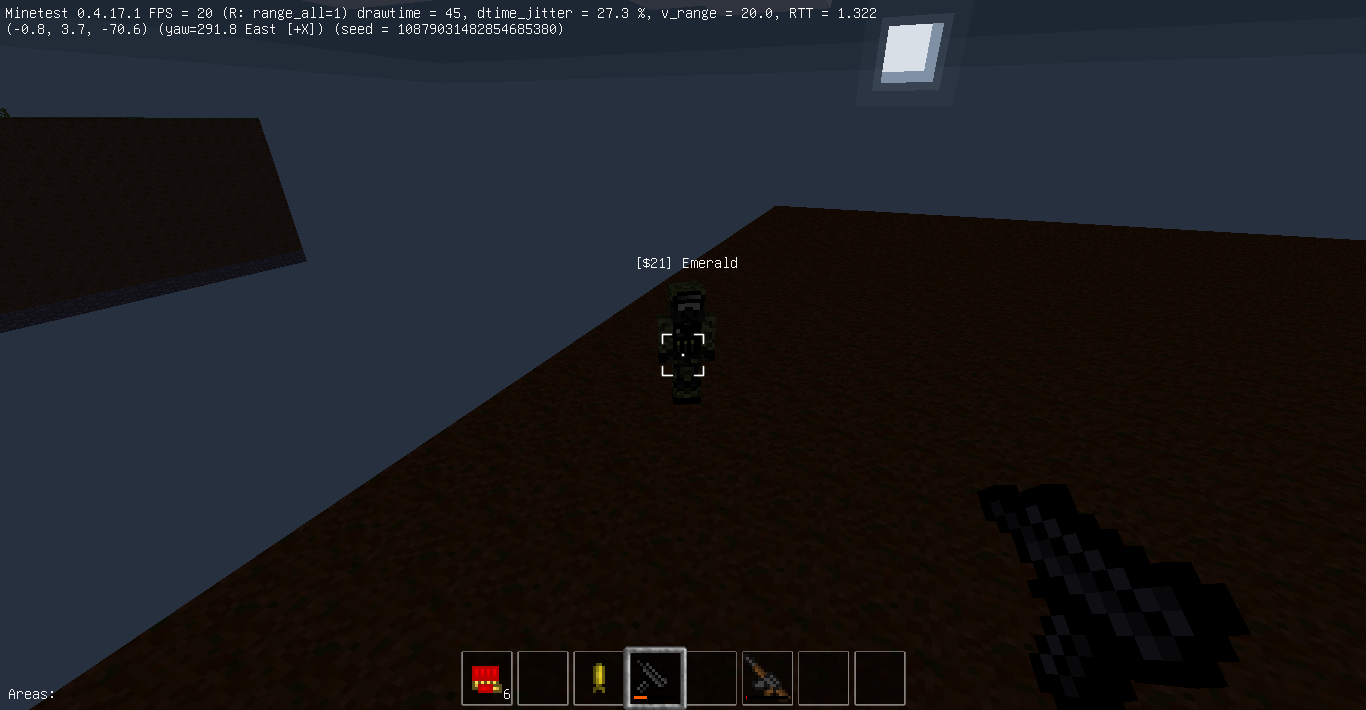 Minetest 0.4.17.1 FPS = 20 (R: range_all=1) drawtime = 45, dtime_jitter = 27.3 %, v_range = 20.0, RTT = 1.322
(-0.8, 3.7, -70.6) (yaw=291.8 East [+X]) (seed = 10879031482854685380)
[$21] Emerald
6
Areas: